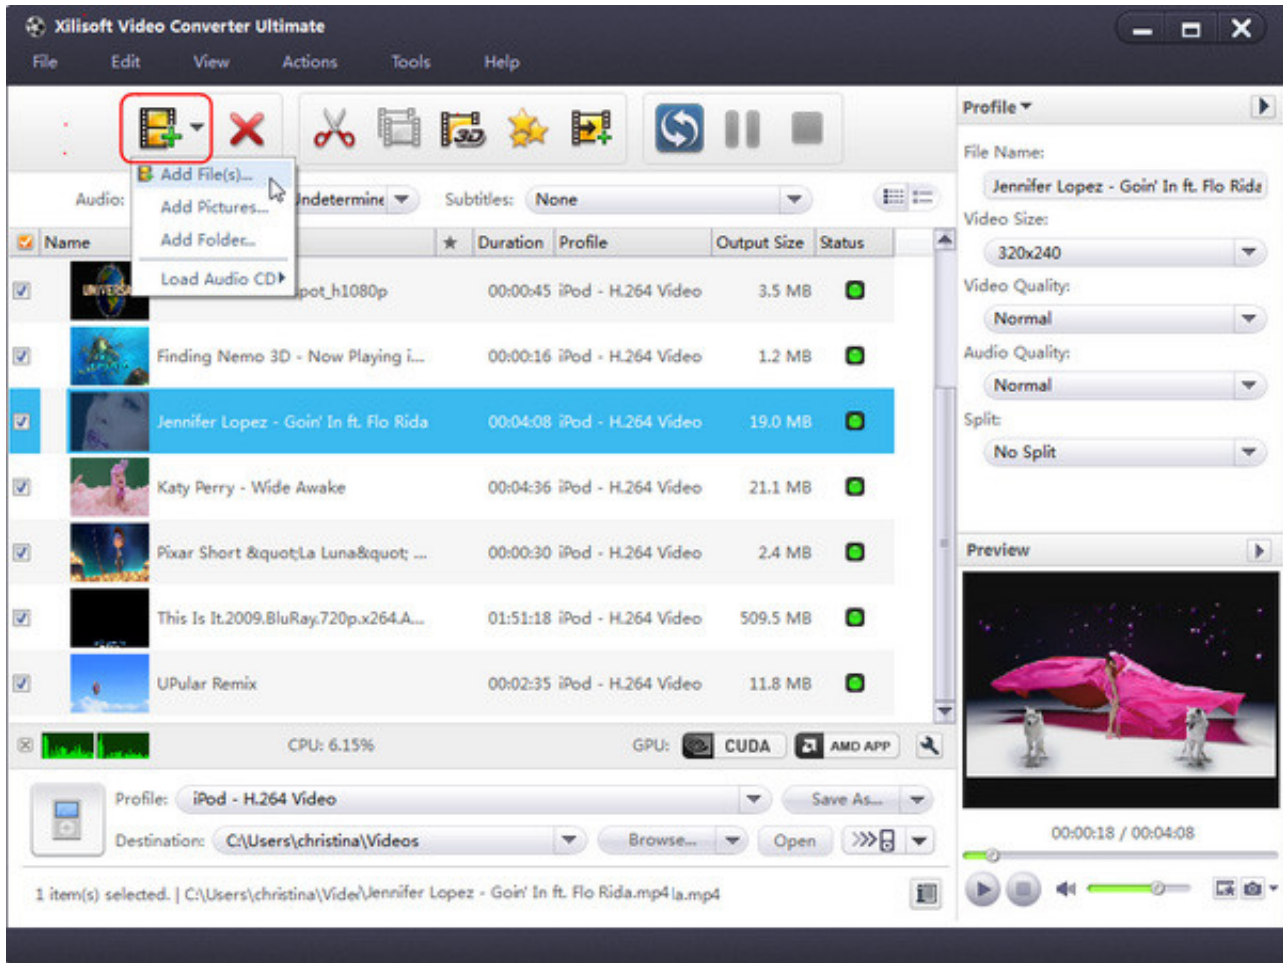 Xilisoft Video Converter Ultimate
File Edit View Actions Tools Help
3D
Add File(s)...
Add Pictures...
Add Folder...
Load Audio CD
Audio: Subtitles: None
Name Duration Profile Output Size Status
pot_h1080p 00:00:45 iPod - H.264 Video 3.5 MB
Finding Nemo 3D - Now Playing i... 00:00:16 iPod - H.264 Video 1.2 MB
Jennifer Lopez - Goin' In ft. Flo Rida 00:04:08 iPod - H.264 Video 19.0 MB
Katy Perry - Wide Awake 00:04:36 iPod - H.264 Video 21.1 MB
Pixar Short &quot;La Luna&quot; ... 00:00:30 iPod - H.264 Video 2.4 MB
This Is It.2009.BluRay.720p.x264.A... 01:51:18 iPod - H.264 Video 509.5 MB
UPular Remix 00:02:35 iPod - H.264 Video 11.8 MB
CPU: 6.15% GPU: CUDA AMD APP
Profile: iPod - H.264 Video Save As...
Destination: C:\Users\christina\Videos Browse... Open
1 item(s) selected. | C:\Users\christina\Video\Jennifer Lopez - Goin' In ft. Flo Rida.mp4 la.mp4
Profile
File Name:
Jennifer Lopez - Goin' In ft. Flo Rida
Video Size:
320x240
Video Quality:
Normal
Audio Quality:
Normal
Split:
No Split
Preview
00:00:18 / 00:04:08